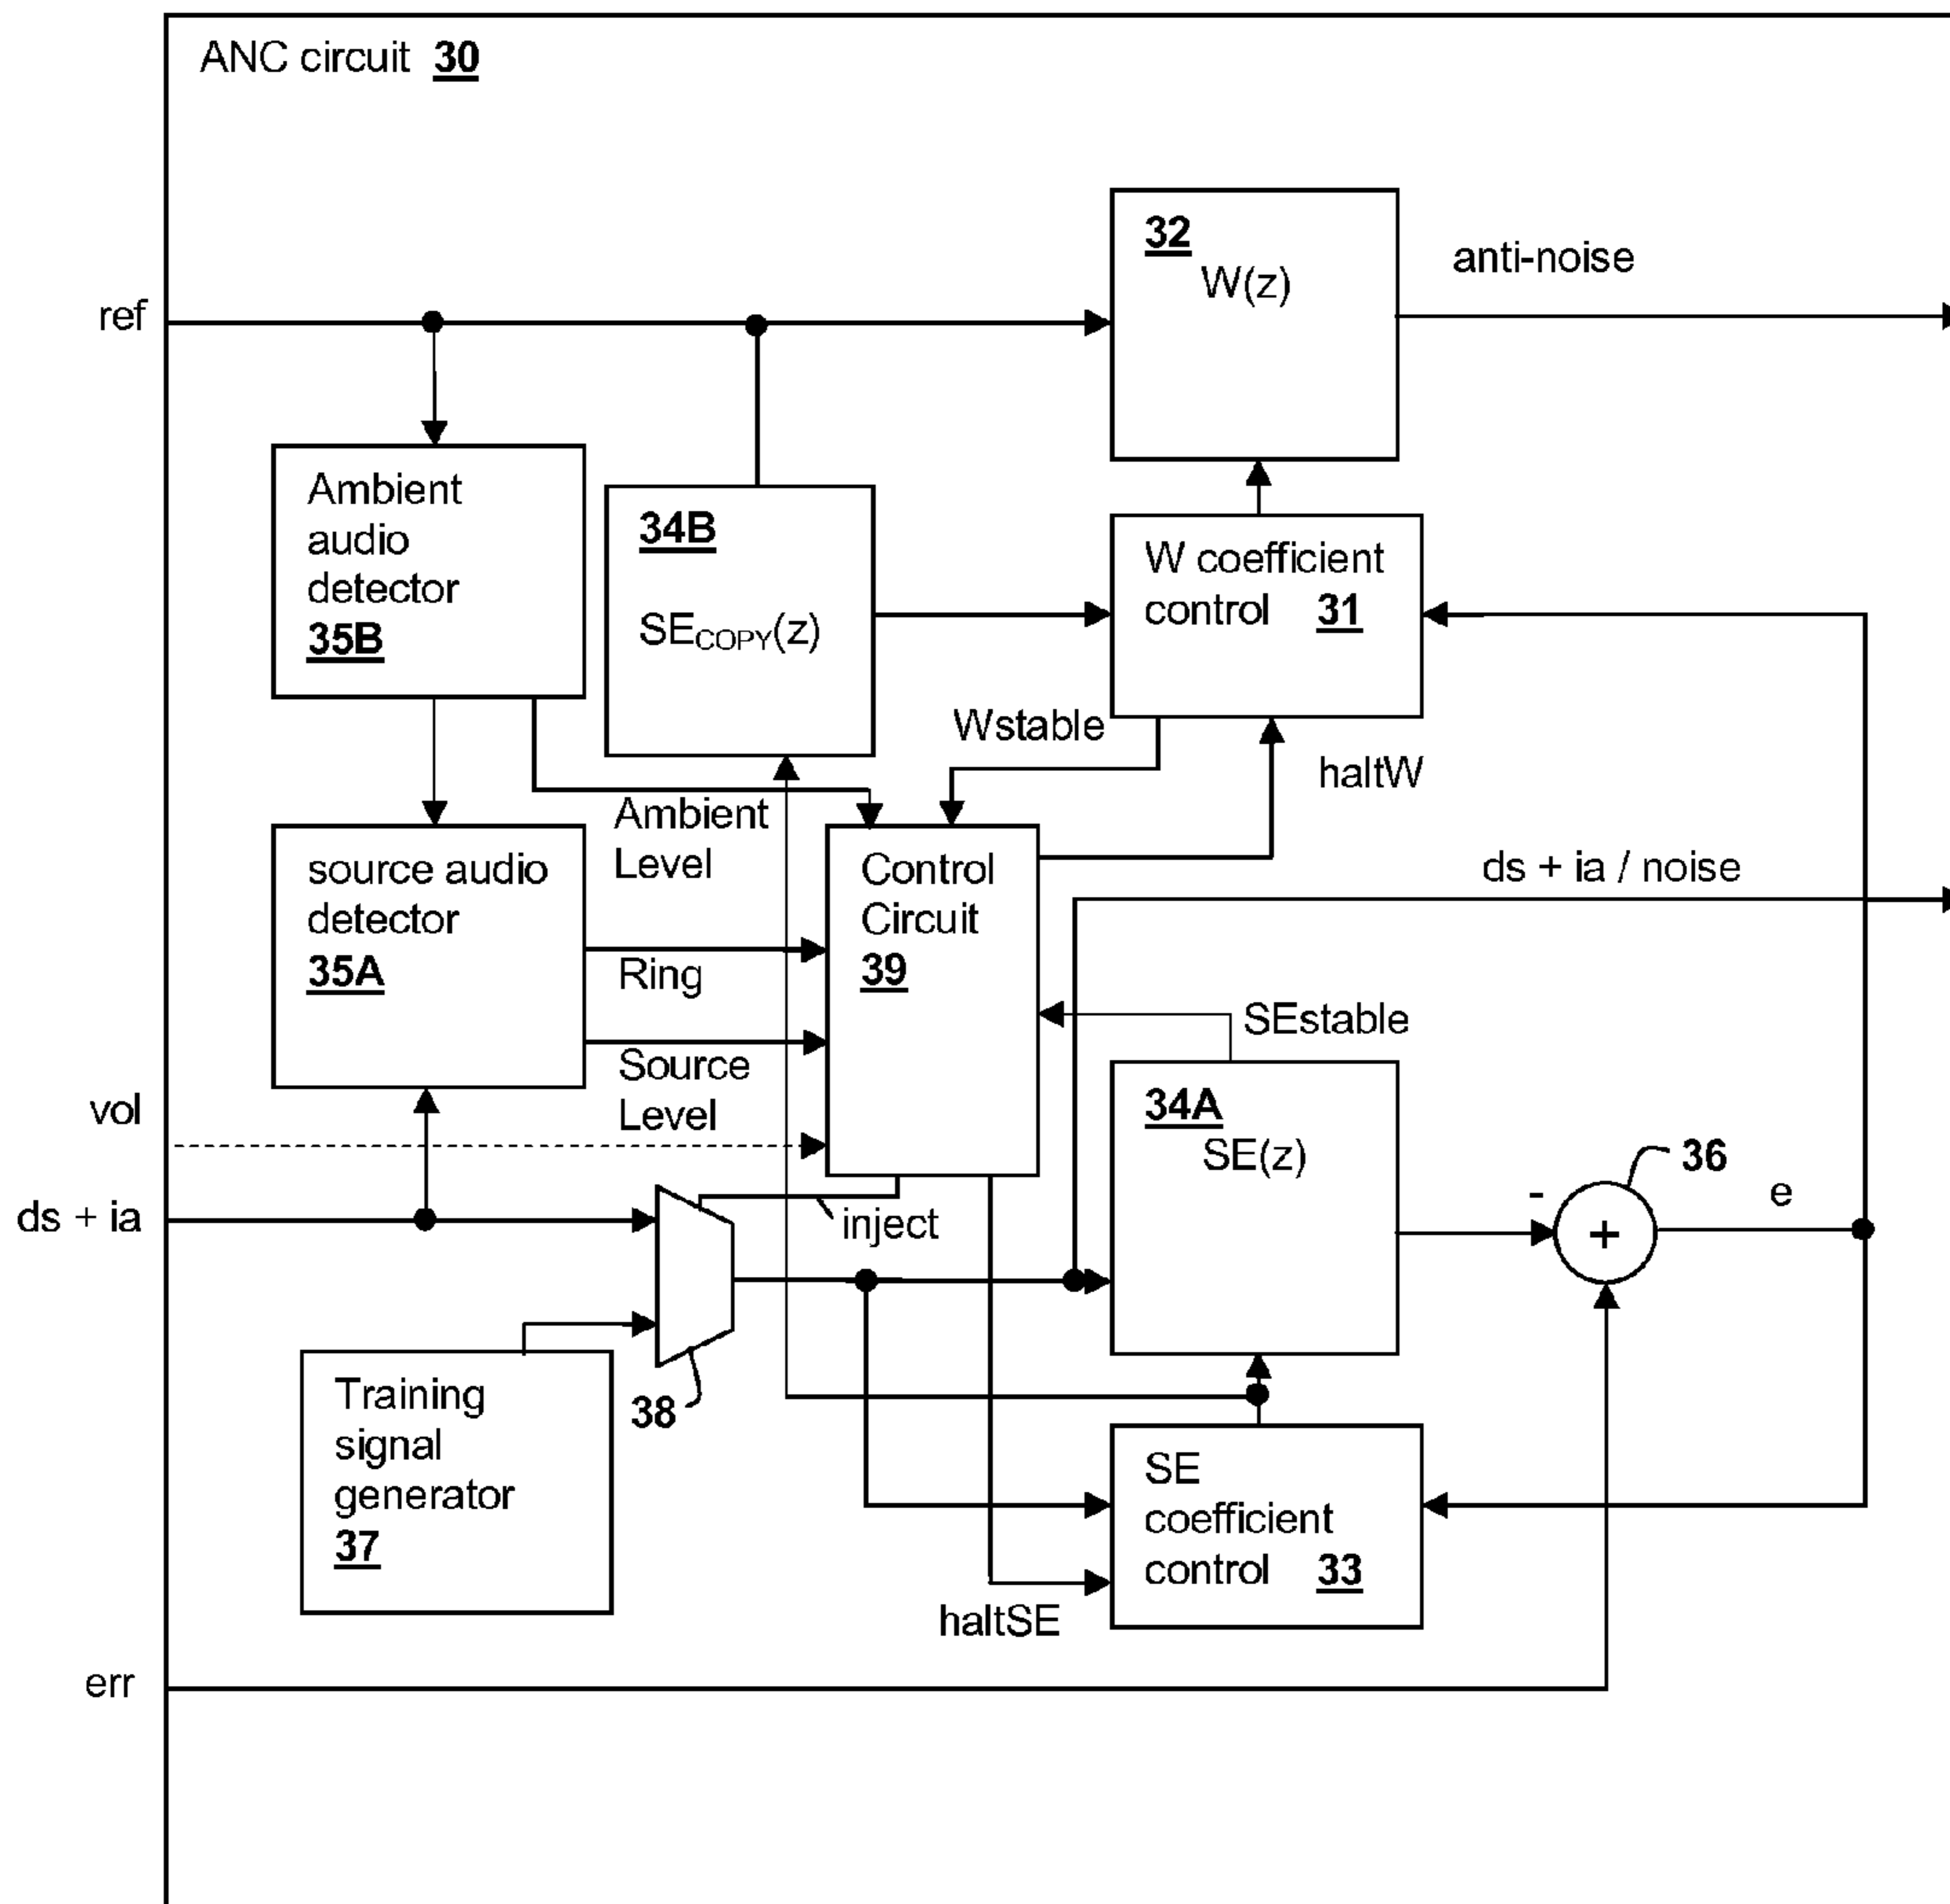 ANC circuit 30
32
W(z)
anti-noise
ref
Ambient
audio
detector
35B
34B
SECOPY(z)
W coefficient
control 31
Wstable
haltW
Ambient
Level
source audio
detector
35A
Control
Circuit
39
ds + ia / noise
Ring
SEstable
Source
Level
vol
34A
SE(z)
36
-
+
e
ds + ia
inject
38
Training
signal
generator
37
SE
coefficient
control 33
haltSE
err